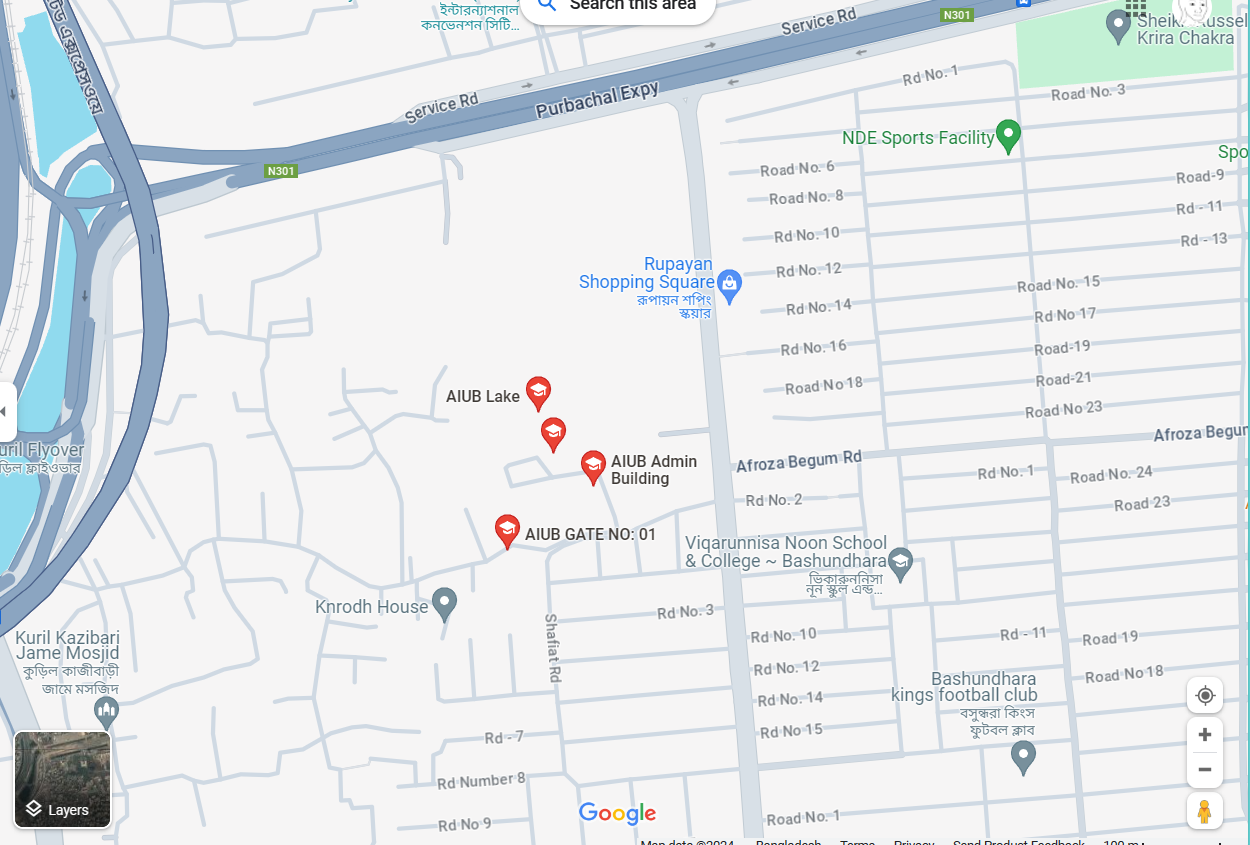 ইন্টারন্যাশনাল
কনভেনশন সিটি...
Search this area
Service Rd
N301
Sheikh Russel
Krira Chakra
Rd No. 1
Road No. 3
Service Rd
Purbachal Expy
NDE Sports Facility
Spo
N301
Road No. 6
Road-9
Road No. 8
Rd - 11
Rd No. 10
Rd - 13
Rupayan
Shopping Square
রূপায়ন শপিং
স্কয়ার
Rd No. 12
Road No. 15
Rd No. 14
Rd No 17
Rd No. 16
Road-19
Road-21
Road No 18
AIUB Lake
Road No 23
Afroza Begum
uril Flyover
কুড়িল ফ্লাইওভার
AIUB Admin
Building
Afroza Begum Rd
Rd No. 1
Road No. 24
Rd No. 2
Road 23
AIUB GATE NO: 01
Viqarunnisa Noon School
& College ~ Bashundhara
ভিকারুননিসা
নূন স্কুল এন্ড...
Knrodh House
Rd No. 3
Shafiat Rd
Kuril Kazibari
Jame Mosjid
কুড়িল কাজীবাড়ী
জামে মসজিদ
Rd No. 10
Rd - 11
Road 19
Rd No. 12
Road No 18
Bashundhara
kings football club
বসুন্ধরা কিংস
ফুটবল ক্লাব
Rd No. 14
Rd No 15
Rd - 7
Rd Number 8
Layers
Google
Rd No 9
Road No. 1
Map data ©2024 Bangladesh Terms Privacy Send Product Feedback 100 m